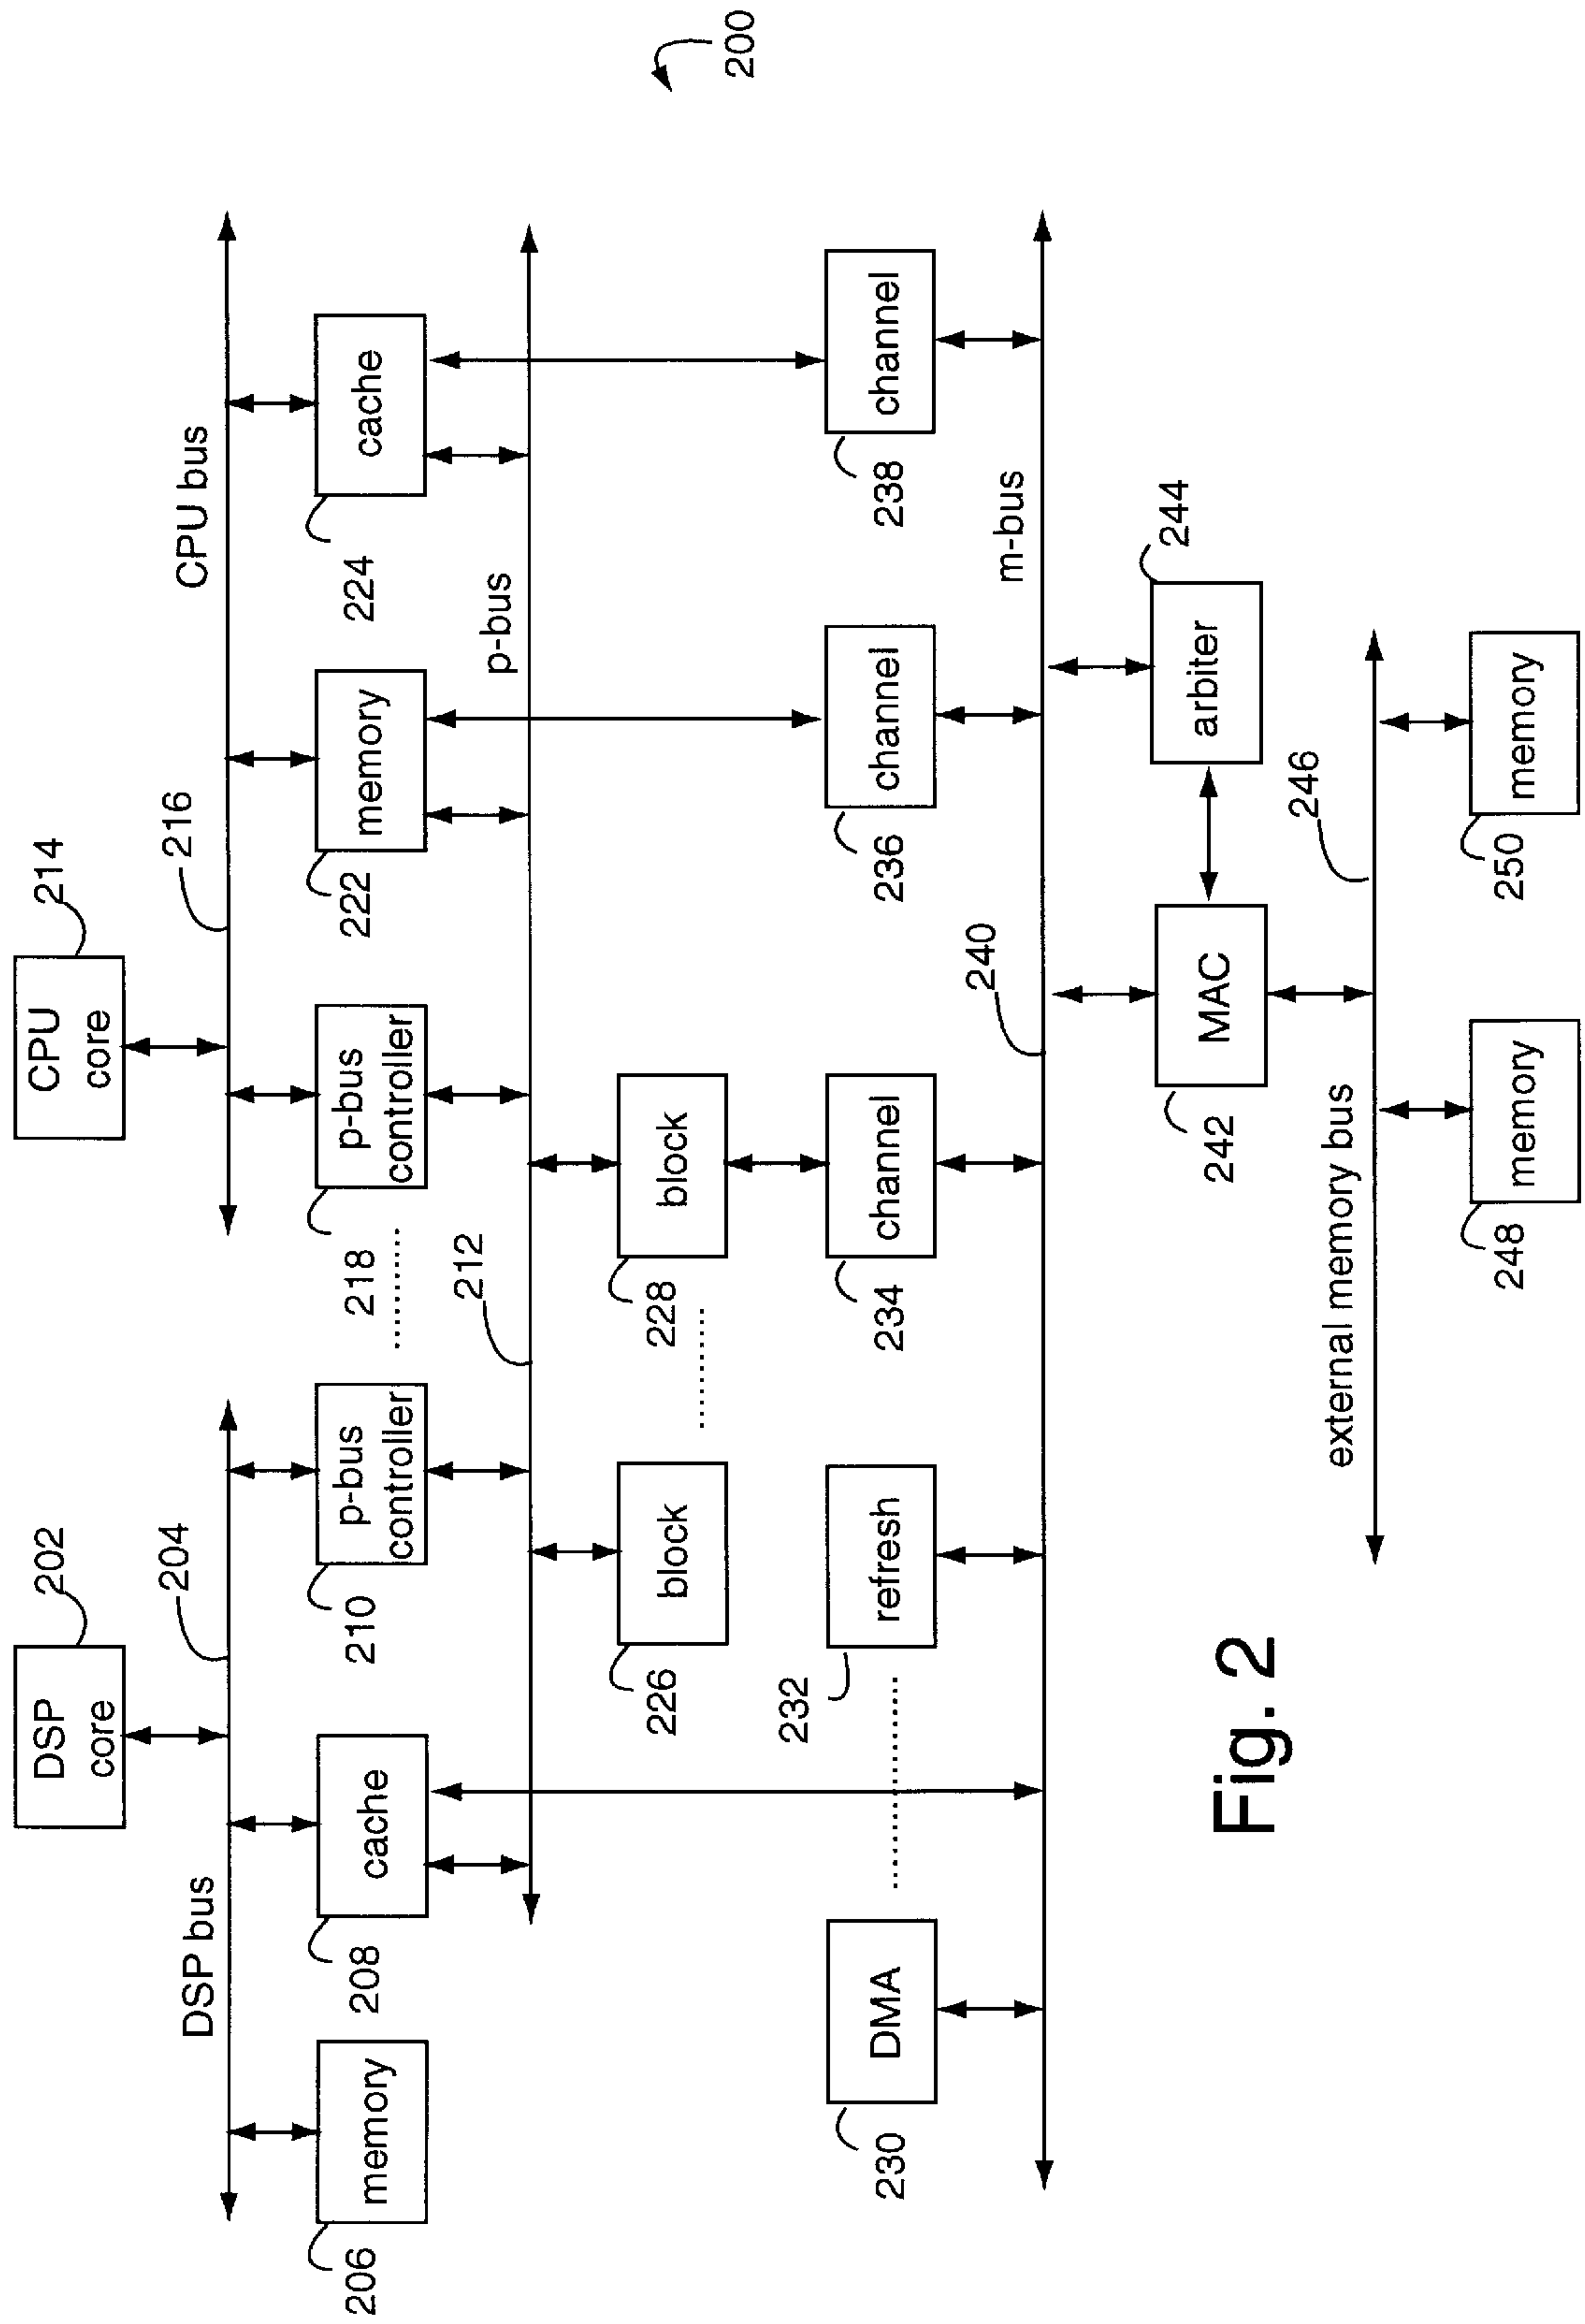 200
DSP
core
202
CPU
core
214
DSP bus
204
216
CPU bus
memory
206
cache
208
p-bus
controller
210
p-bus
controller
218
memory
222
cache
224
212
p-bus
block
226
block
228
DMA
230
refresh
232
channel
234
channel
236
channel
238
240
m-bus
MAC
242
arbiter
244
external memory bus
246
memory
248
memory
250
Fig. 2